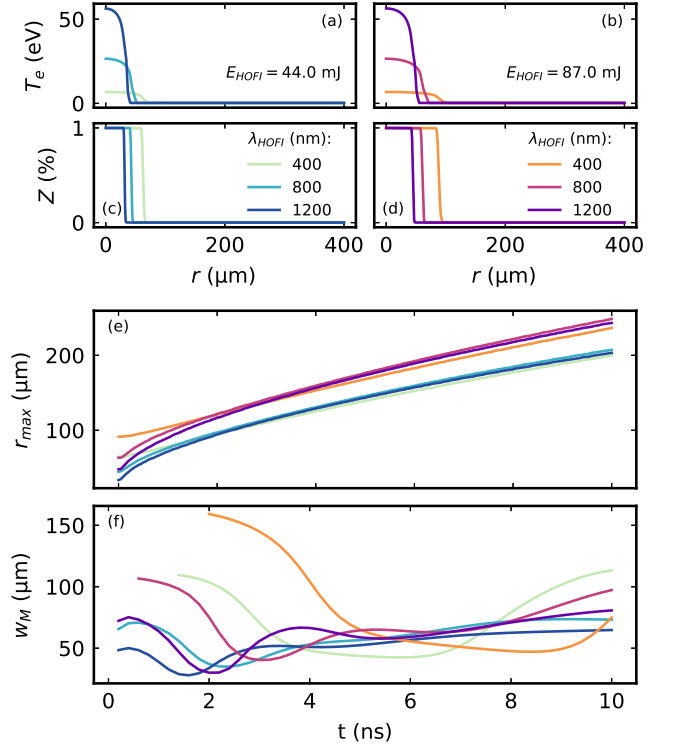 (a)
50
0
T_e (eV)
E_HOFI = 44.0 mJ
(b)
E_HOFI = 87.0 mJ
1
0
Z (%)
(c)
λ_HOFI (nm):
400
800
1200
(d)
λ_HOFI (nm):
400
800
1200
0 200 400
r (μm)
0 200 400
r (μm)
(e)
200
100
r_max (μm)
(f)
150
100
50
w_M (μm)
0 2 4 6 8 10
t (ns)